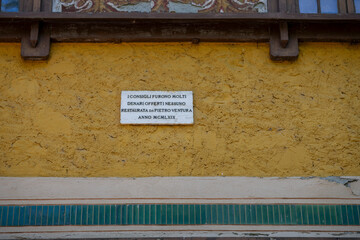 I CONSIGLI FURONO MOLTI
DENARI OFFERTI NESSUNO
RESTAURATA DA PIETRO VENTURA
ANNO MCMLXIX